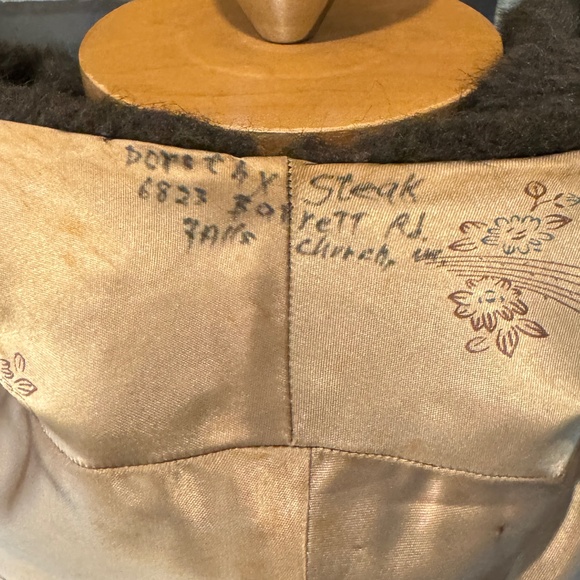 Dorothy Steak
6823 Barrett Rd.
Falls Church,